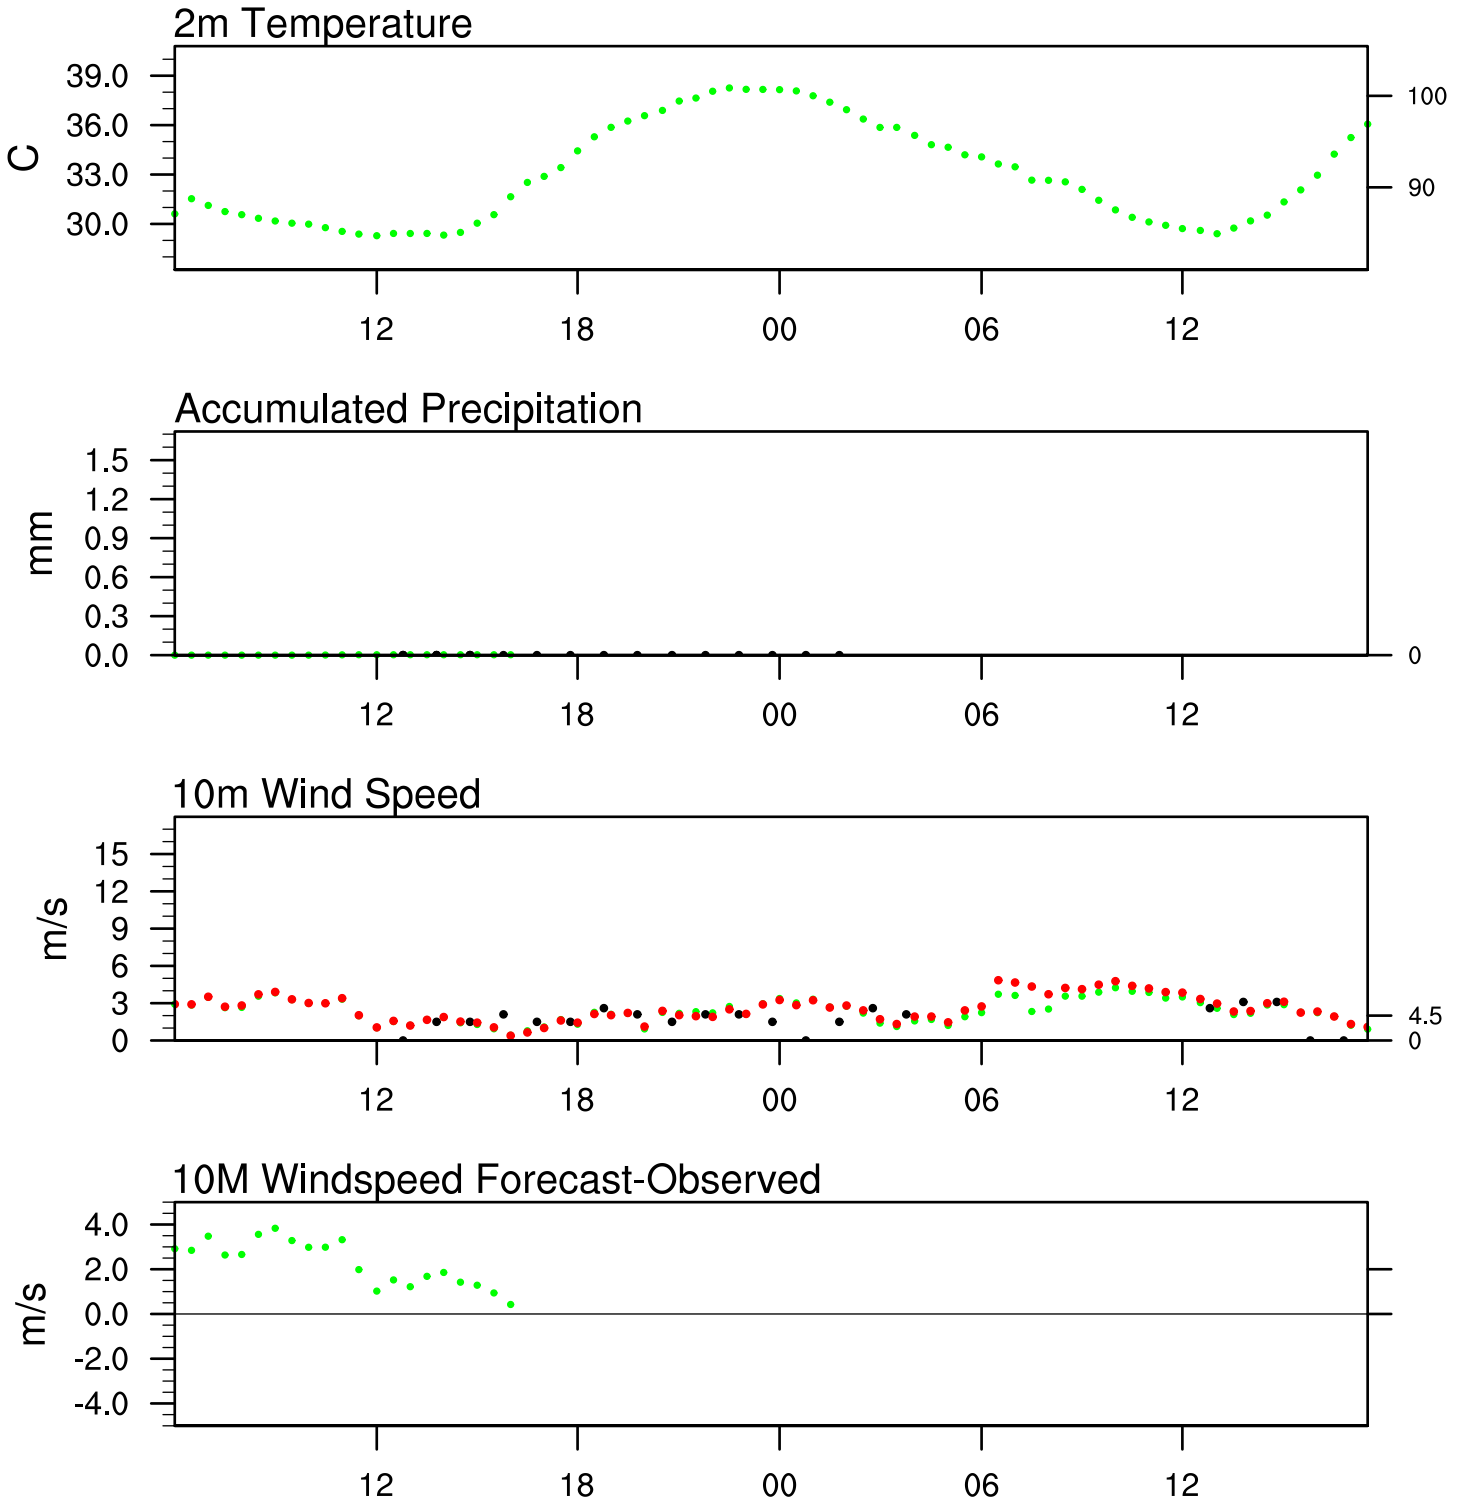 2m Temperature
39.0
36.0
33.0
30.0
C
100
90
12 18 00 06 12
Accumulated Precipitation
1.5
1.2
0.9
0.6
0.3
0.0
mm
0
12 18 00 06 12
10m Wind Speed
15
12
9
6
3
0
m/s
4.5
0
12 18 00 06 12
10M Windspeed Forecast-Observed
4.0
2.0
0.0
-2.0
-4.0
m/s
12 18 00 06 12